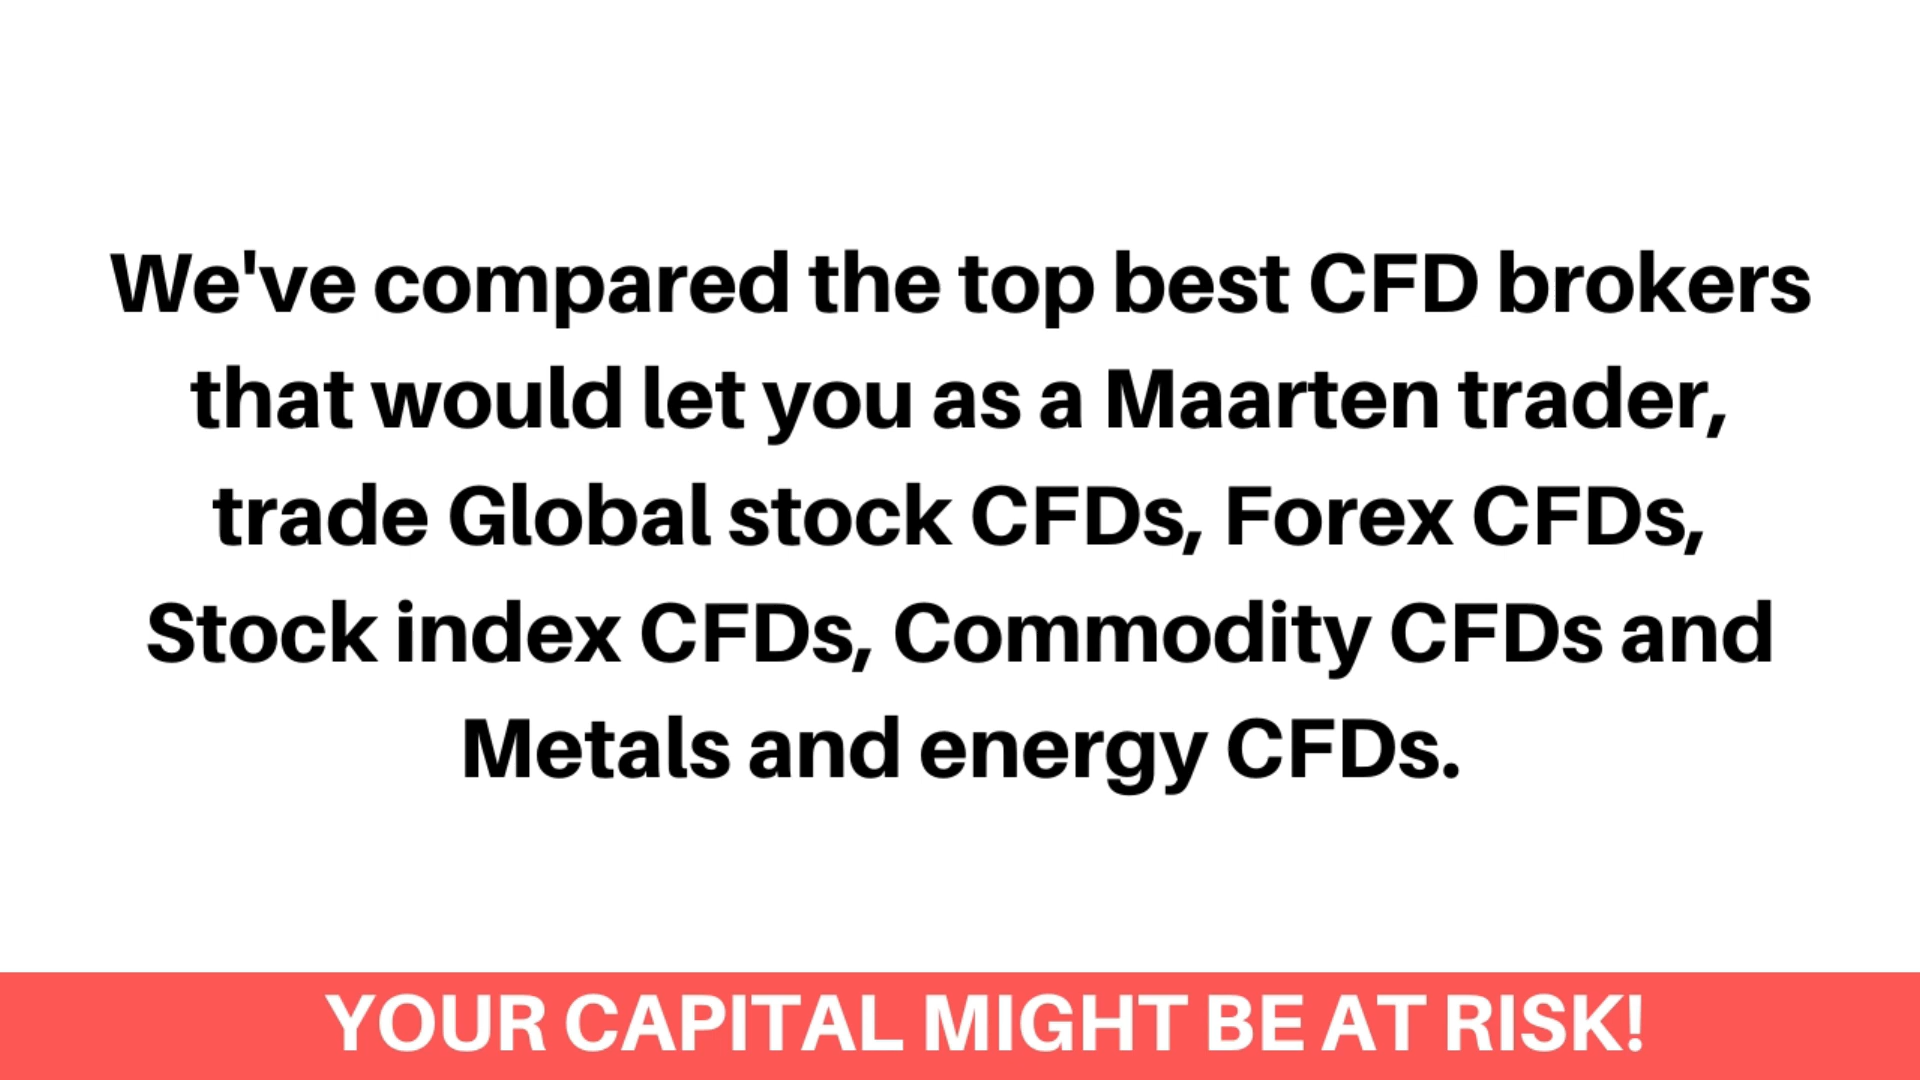 We've compared the top best CFD brokers
that would let you as a Maarten trader,
trade Global stock CFDs, Forex CFDs,
Stock index CFDs, Commodity CFDs and
Metals and energy CFDs.
YOUR CAPITAL MIGHT BE AT RISK!